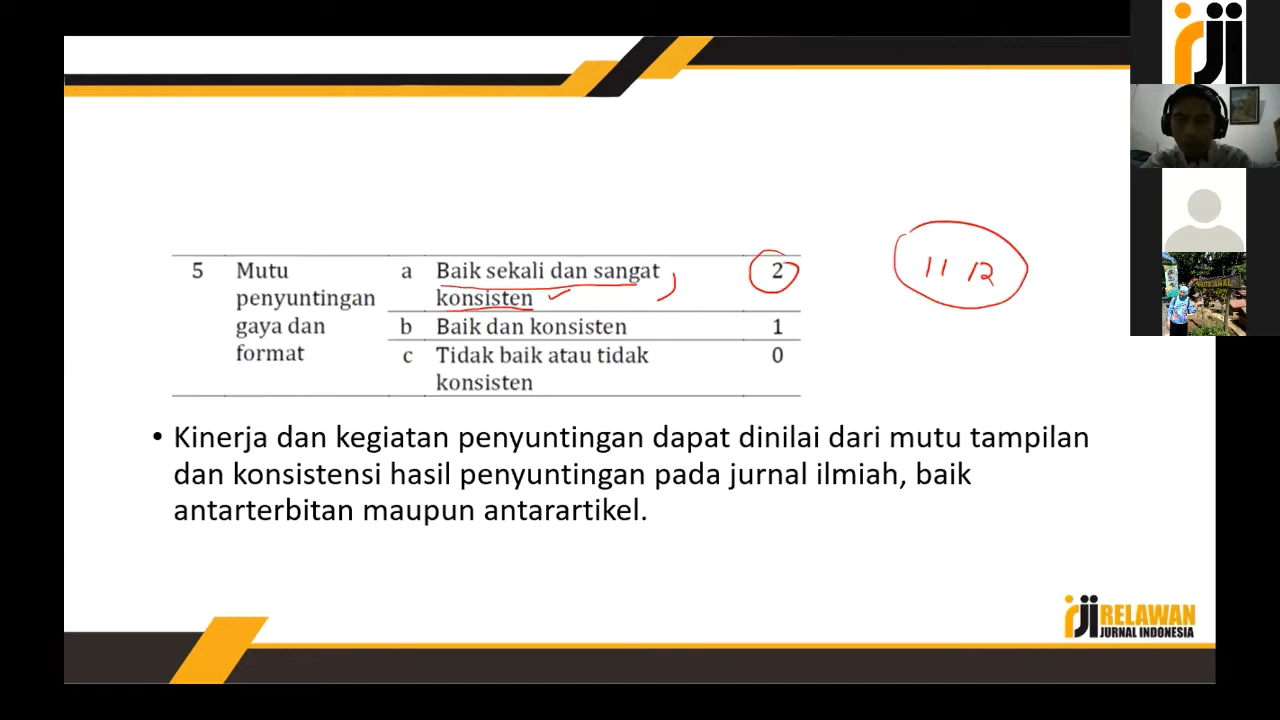 5 Mutu penyuntingan gaya dan format
a Baik sekali dan sangat konsisten 2
b Baik dan konsisten 1
c Tidak baik atau tidak konsisten 0
11 12
• Kinerja dan kegiatan penyuntingan dapat dinilai dari mutu tampilan
dan konsistensi hasil penyuntingan pada jurnal ilmiah, baik
antarterbitan maupun antarartikel.
rji
rji RELAWAN
JURNAL INDONESIA